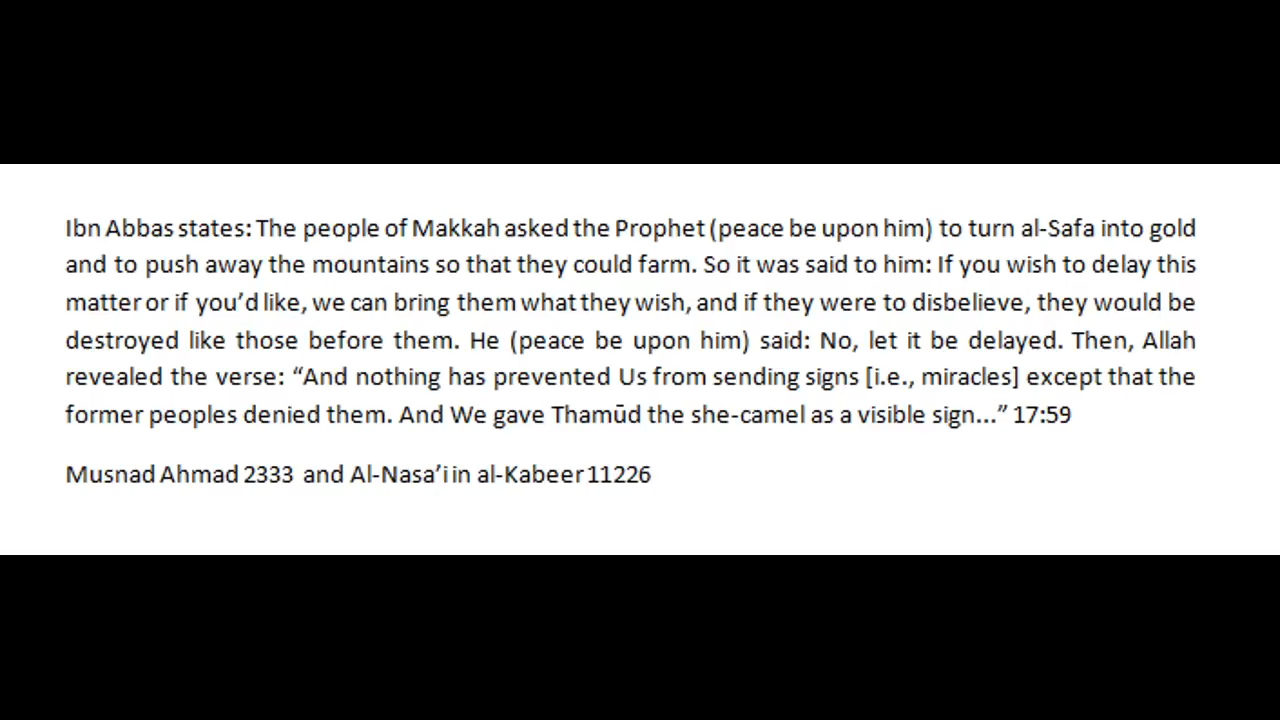 Ibn Abbas states: The people of Makkah asked the Prophet (peace be upon him) to turn al-Safa into gold
and to push away the mountains so that they could farm. So it was said to him: If you wish to delay this
matter or if you’d like, we can bring them what they wish, and if they were to disbelieve, they would be
destroyed like those before them. He (peace be upon him) said: No, let it be delayed. Then, Allah
revealed the verse: “And nothing has prevented Us from sending signs [i.e., miracles] except that the
former peoples denied them. And We gave Thamūd the she-camel as a visible sign...” 17:59
Musnad Ahmad 2333 and Al-Nasa’i in al-Kabeer 11226